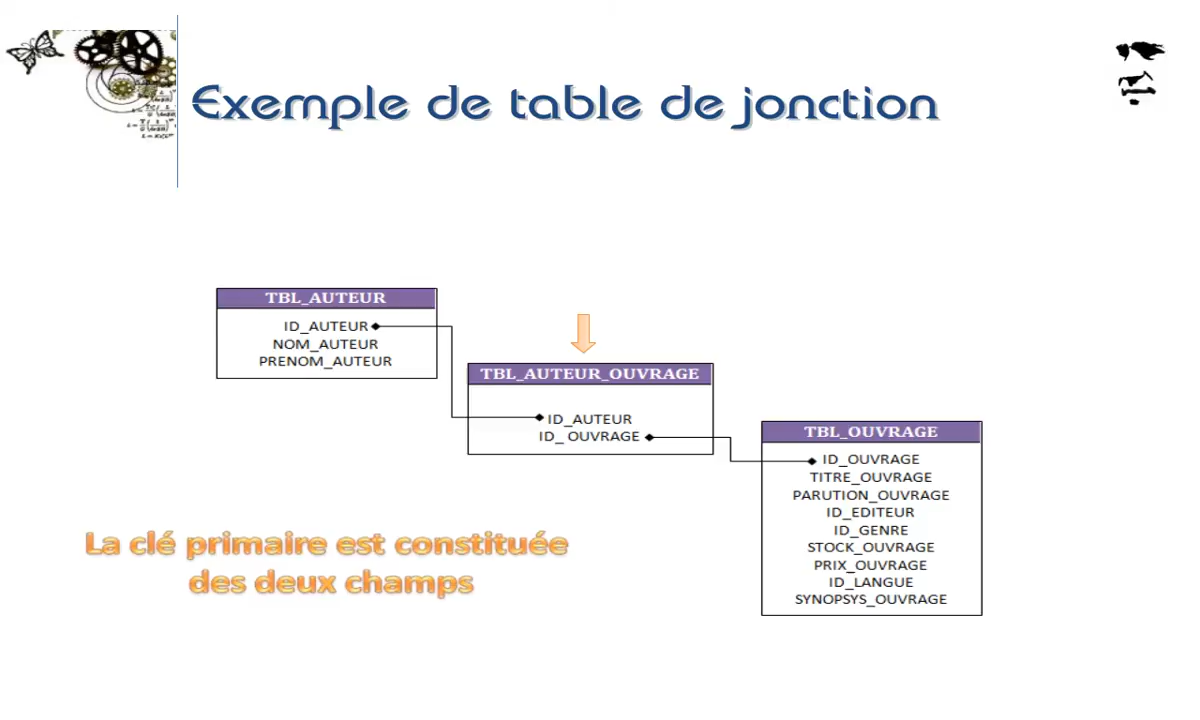 Exemple de table de jonction
TBL_AUTEUR
ID_AUTEUR
NOM_AUTEUR
PRENOM_AUTEUR
TBL_AUTEUR_OUVRAGE
ID_AUTEUR
ID_ OUVRAGE
TBL_OUVRAGE
ID_OUVRAGE
TITRE_OUVRAGE
PARUTION_OUVRAGE
ID_EDITEUR
ID_GENRE
STOCK_OUVRAGE
PRIX_OUVRAGE
ID_LANGUE
SYNOPSYS_OUVRAGE
La clé primaire est constituée
des deux champs